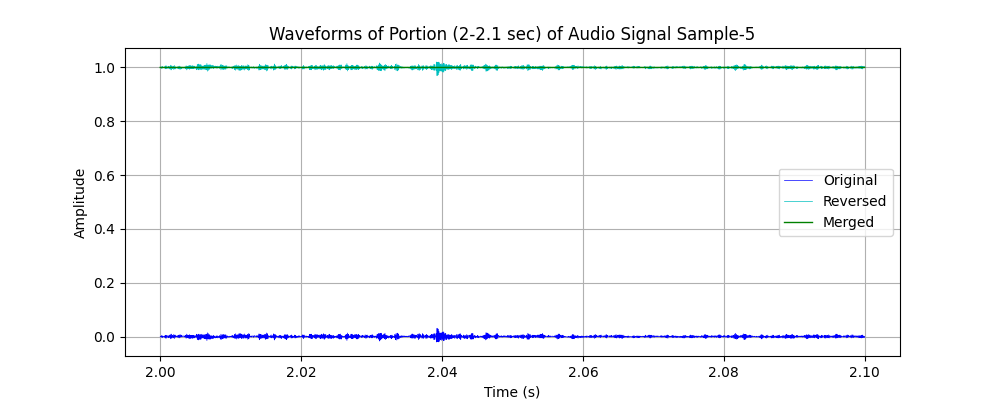 Waveforms of Portion (2-2.1 sec) of Audio Signal Sample-5
1.0
0.8
0.6
0.4
0.2
0.0
Amplitude
Original
Reversed
Merged
2.00 2.02 2.04 2.06 2.08 2.10
Time (s)